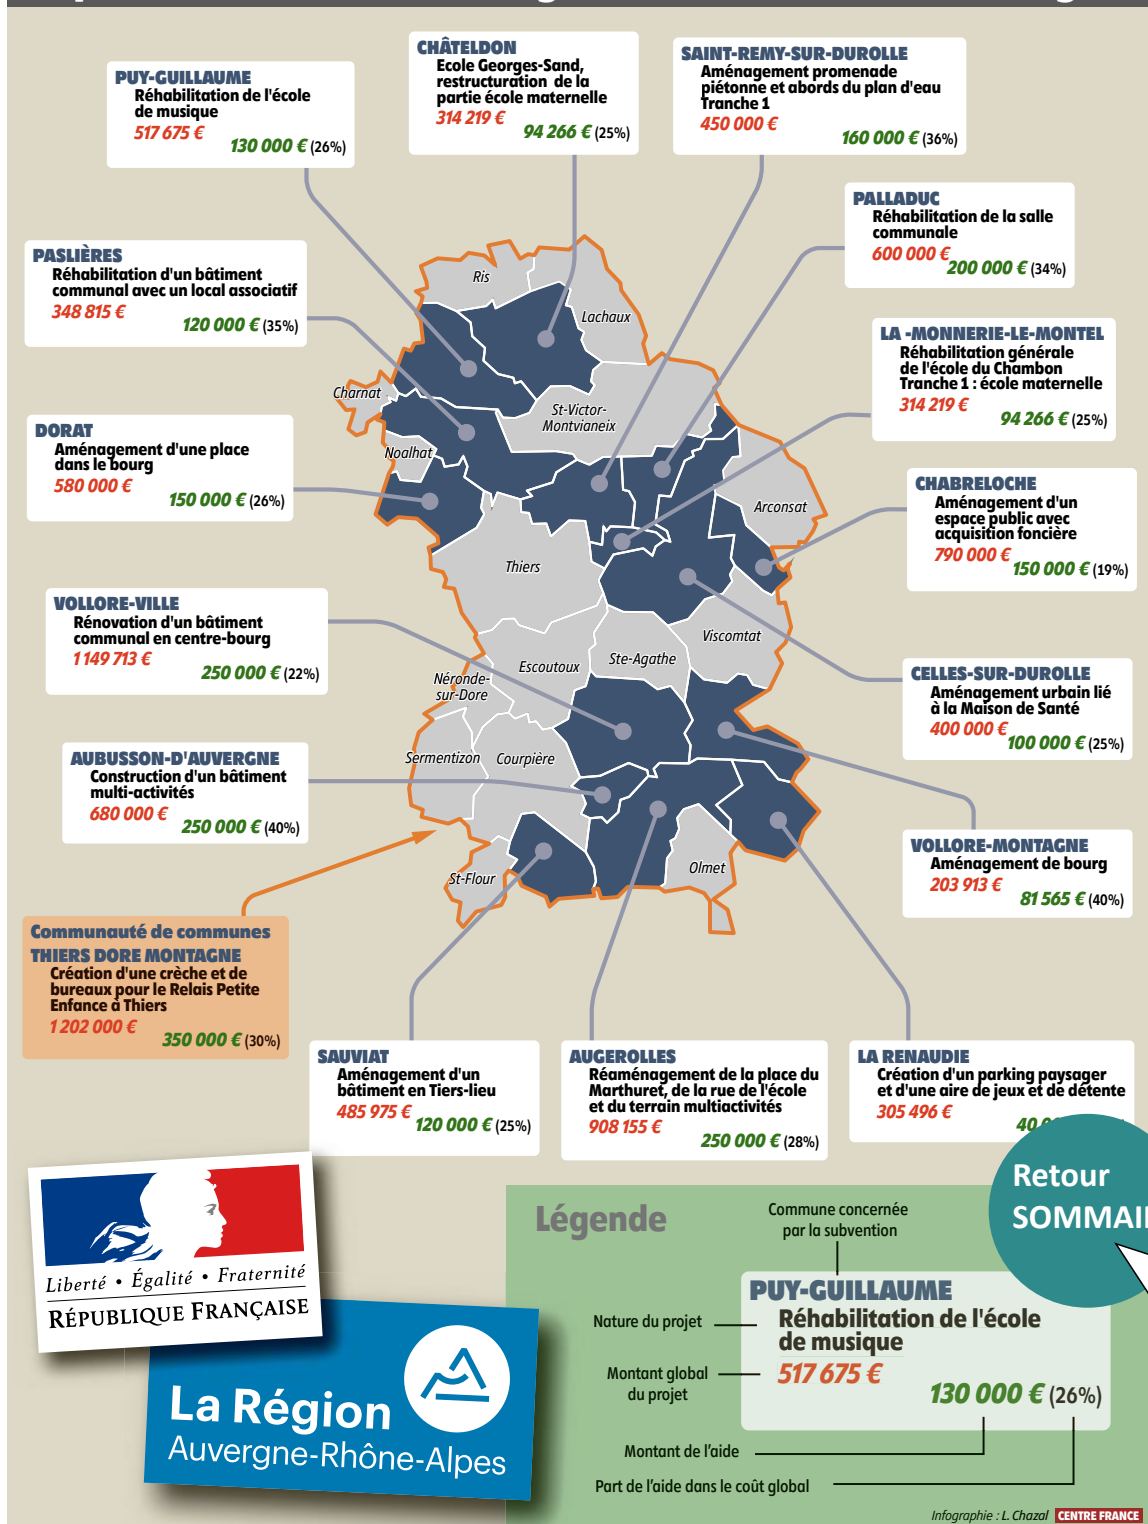 CHÂTELDON
Ecole Georges-Sand,
restructuration de la
partie école maternelle
314 219 €
94 266 € (25%)
SAINT-REMY-SUR-DUROLLE
Aménagement promenade
piétonne et abords du plan d'eau
Tranche 1
450 000 €
160 000 € (36%)
PUY-GUILLAUME
Réhabilitation de l'école
de musique
517 675 €
130 000 € (26%)
PALLADUC
Réhabilitation de la salle
communale
600 000 €
200 000 € (34%)
PASLIÈRES
Réhabilitation d'un bâtiment
communal avec un local associatif
348 815 €
120 000 € (35%)
LA -MONNERIE-LE-MONTEL
Réhabilitation générale
de l'école du Chambon
Tranche 1 : école maternelle
314 219 €
94 266 € (25%)
DORAT
Aménagement d'une place
dans le bourg
580 000 €
150 000 € (26%)
CHABRELOCHE
Aménagement d'un
espace public avec
acquisition foncière
790 000 €
150 000 € (19%)
VOLLORE-VILLE
Rénovation d'un bâtiment
communal en centre-bourg
1 149 713 €
250 000 € (22%)
CELLES-SUR-DUROLLE
Aménagement urbain lié
à la Maison de Santé
400 000 €
100 000 € (25%)
AUBUSSON-D'AUVERGNE
Construction d'un bâtiment
multi-activités
680 000 €
250 000 € (40%)
VOLLORE-MONTAGNE
Aménagement de bourg
203 913 €
81 565 € (40%)
Ris
Lachaux
Charnat
St-Victor-
Montvianeix
Noalhat
Arconsat
Thiers
Viscomtat
Ste-Agathe
Escoutoux
Néronde-
sur-Dore
Sermentizon
Courpière
Olmet
St-Flour
Communauté de communes
THIERS DORE MONTAGNE
Création d'une crèche et de
bureaux pour le Relais Petite
Enfance à Thiers
1 202 000 €
350 000 € (30%)
SAUVIAT
Aménagement d'un
bâtiment en Tiers-lieu
485 975 €
120 000 € (25%)
AUGEROLLES
Réaménagement de la place du
Marthuret, de la rue de l'école
et du terrain multiactivités
908 155 €
250 000 € (28%)
LA RENAUDIE
Création d'un parking paysager
et d'une aire de jeux et de détente
305 496 €
Retour
SOMMAI
Liberté • Égalité • Fraternité
RÉPUBLIQUE FRANÇAISE
La Région
Auvergne-Rhône-Alpes
Légende
Commune concernée
par la subvention
PUY-GUILLAUME
Nature du projet
Réhabilitation de l'école
de musique
Montant global
du projet
517 675 €
130 000 € (26%)
Montant de l'aide
Part de l'aide dans le coût global
Infographie : L. Chazal CENTRE FRANCE